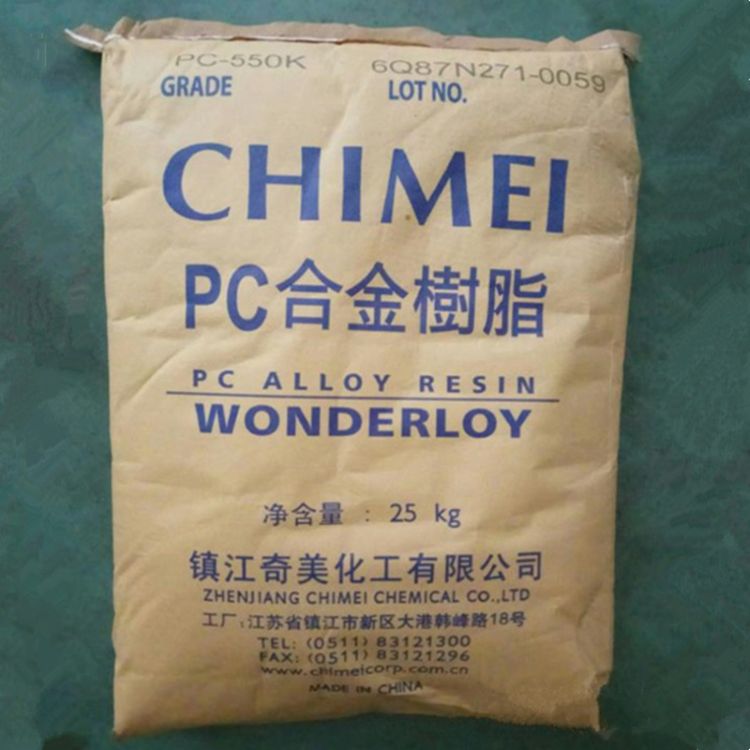 PC-550K 6Q87N271-0059
GRADE LOT NO.
CHIMEI
PC合金樹脂
PC ALLOY RESIN
WONDERLOY
净含量 : 25 kg
镇江奇美化工有限公司
ZHENJIANG CHIMEI CHEMICAL CO.,LTD
工厂:江苏省镇江市新区大港韩峰路18号
TEL: (0511) 83121300
FAX: (0511) 83121296
www.chimeicorp.com.cn
MADE IN CHINA